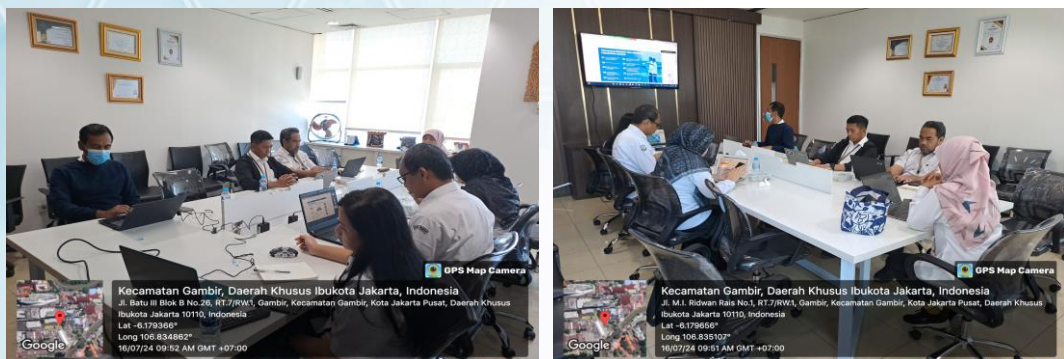 GPS Map Camera
Kecamatan Gambir, Daerah Khusus Ibukota Jakarta, Indonesia
Jl. Batu III Blok B No.26, RT.7/RW.1, Gambir, Kecamatan Gambir, Kota Jakarta Pusat, Daerah Khusus
Ibukota Jakarta 10110, Indonesia
Lat -6.179366°
Long 106.834862°
16/07/24 09:52 AM GMT +07:00
Google
GPS Map Camera
Kecamatan Gambir, Daerah Khusus Ibukota Jakarta, Indonesia
Jl. M.I. Ridwan Rais No.1, RT.7/RW.1, Gambir, Kecamatan Gambir, Kota Jakarta Pusat, Daerah Khusus
Ibukota Jakarta 10110, Indonesia
Lat -6.179656°
Long 106.835107°
16/07/24 09:51 AM GMT +07:00
Google